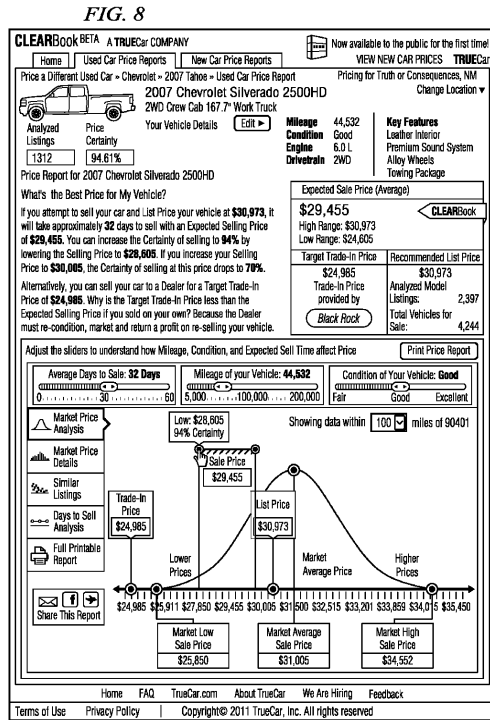 FIG. 8
CLEARBook BETA A TRUECar COMPANY
Now available to the public for the first time!
Home Used Car Price Reports New Car Price Reports
VIEW NEW CAR PRICES TRUECar
Price a Different Used Car » Chevrolet » 2007 Tahoe » Used Car Price Report
Pricing for Truth or Consequences, NM
Change Location ▼
2007 Chevrolet Silverado 2500HD
2WD Crew Cab 167.7" Work Truck
Your Vehicle Details Edit ►
Analyzed Listings
1312
Price Certainty
94.61%
Mileage 44,532
Condition Good
Engine 6.0 L
Drivetrain 2WD
Key Features
Leather Interior
Premium Sound System
Alloy Wheels
Towing Package
Price Report for 2007 Chevrolet Silverado 2500HD
What's the Best Price for My Vehicle?
If you attempt to sell your car and List Price your vehicle at $30,973, it
will take approximately 32 days to sell with an Expected Selling Price
of $29,455. You can increase the Certainty of selling to 94% by
lowering the Selling Price to $28,605. If you increase your Selling
Price to $30,005, the Certainty of selling at this price drops to 70%.
Alternatively, you can sell your car to a Dealer for a Target Trade-In
Price of $24,985. Why is the Target Trade-In Price less than the
Expected Selling Price if you sold on your own? Because the Dealer
must re-condition, market and return a profit on re-selling your vehicle.
Expected Sale Price (Average)
$29,455
CLEARBook
High Range: $30,973
Low Range: $24,605
Target Trade-In Price
$24,985
Trade-In Price
provided by
Black Rock
Recommended List Price
$30,973
Analyzed Model
Listings: 2,397
Total Vehicles for
Sale: 4,244
Adjust the sliders to understand how Mileage, Condition, and Expected Sell Time affect Price
Print Price Report
Average Days to Sale: 32 Days
0 30 60
Mileage of your Vehicle: 44,532
5,000 100,000 200,000
Condition of Your Vehicle: Good
Fair Good Excellent
Market Price Analysis
Market Price Details
Similar Listings
Days to Sell Analysis
Full Printable Report
Share This Report
Low: $28,605
94% Certainty
Showing data within 100 miles of 90401
Sale Price
$29,455
Trade-In Price
$24,985
List Price
$30,973
Lower Prices
Market Average Price
Higher Prices
$24,985 $25,911 $27,850 $29,455 $30,005 $31,500 $32,515 $33,201 $33,859 $34,015 $35,450
Market Low Sale Price
$25,850
Market Average Sale Price
$31,005
Market High Sale Price
$34,552
Home FAQ TrueCar.com About TrueCar We Are Hiring Feedback
Terms of Use Privacy Policy | Copyright© 2011 TrueCar, Inc. All rights reserved